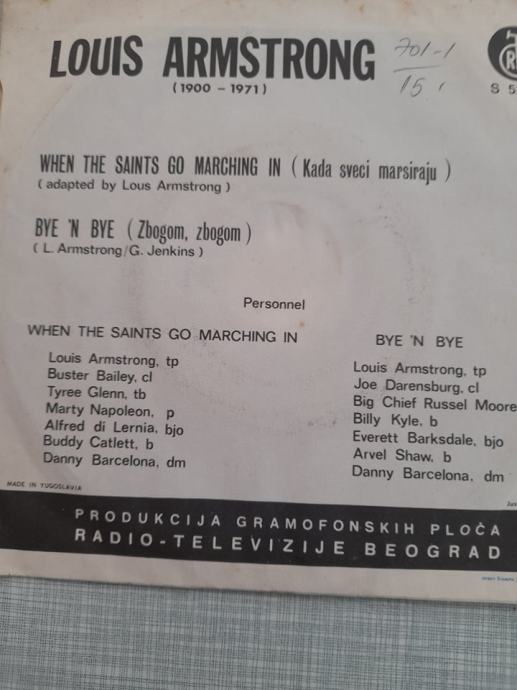 LOUIS ARMSTRONG
(1900 - 1971)
701-1
15
S 5
WHEN THE SAINTS GO MARCHING IN ( Kada sveci marsiraju )
( adapted by Lous Armstrong )
BYE 'N BYE ( Zbogom, zbogom )
( L. Armstrong/G. Jenkins )
Personnel
WHEN THE SAINTS GO MARCHING IN
Louis Armstrong, tp
Buster Bailey, cl
Tyree Glenn, tb
Marty Napoleon, p
Alfred di Lernia, bjo
Buddy Catlett, b
Danny Barcelona, dm
BYE 'N BYE
Louis Armstrong, tp
Joe Darensburg, cl
Big Chief Russel Moore
Billy Kyle, b
Everett Barksdale, bjo
Arvel Shaw, b
Danny Barcelona, dm
MADE IN YUGOSLAVIA
PRODUKCIJA GRAMOFONSKIH PLOČA
RADIO-TELEVIZIJE BEOGRAD